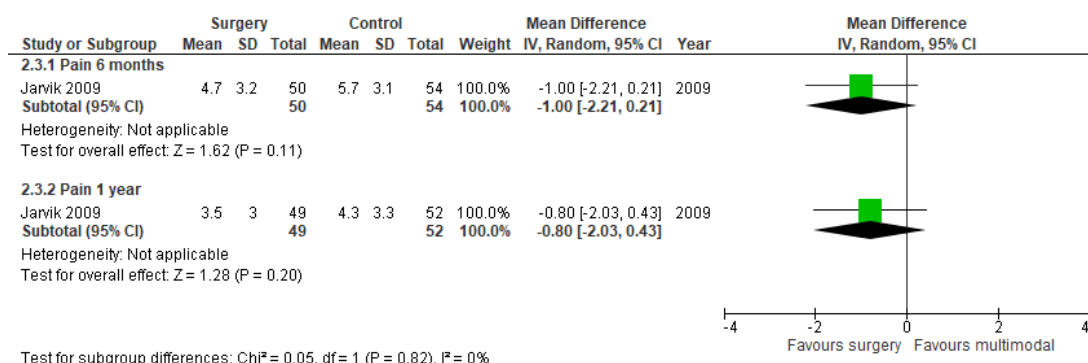 Surgery Control Mean Difference Mean Difference
Study or Subgroup Mean SD Total Mean SD Total Weight IV, Random, 95% CI Year IV, Random, 95% CI
2.3.1 Pain 6 months
Jarvik 2009 4.7 3.2 50 5.7 3.1 54 100.0% -1.00 [-2.21, 0.21] 2009
Subtotal (95% CI) 50 54 100.0% -1.00 [-2.21, 0.21]
Heterogeneity: Not applicable
Test for overall effect: Z = 1.62 (P = 0.11)
2.3.2 Pain 1 year
Jarvik 2009 3.5 3 49 4.3 3.3 52 100.0% -0.80 [-2.03, 0.43] 2009
Subtotal (95% CI) 49 52 100.0% -0.80 [-2.03, 0.43]
Heterogeneity: Not applicable
Test for overall effect: Z = 1.28 (P = 0.20)
-4 -2 0 2 4
Favours surgery Favours multimodal
Test for subgroup differences: Chi² = 0.05, df = 1 (P = 0.82), I² = 0%